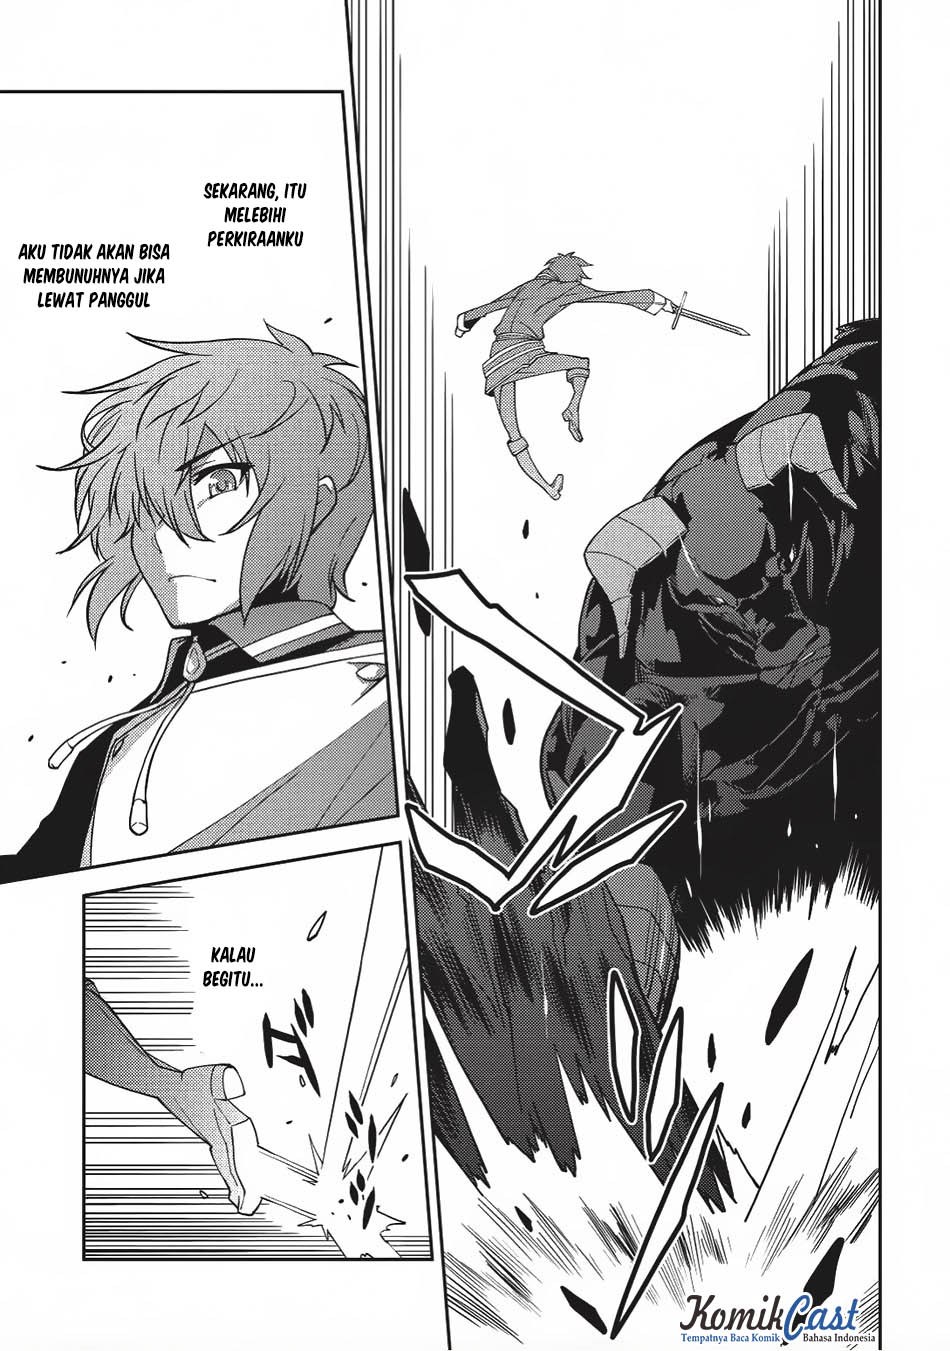 SEKARANG, ITU
MELEBIHI
PERKIRAANKU
AKU TIDAK AKAN BISA
MEMBUNUHNYA JIKA
LEWAT PANGGUL
KALAU
BEGITU...
KomikCast
Tempatnya Baca Komik Bahasa Indonesia